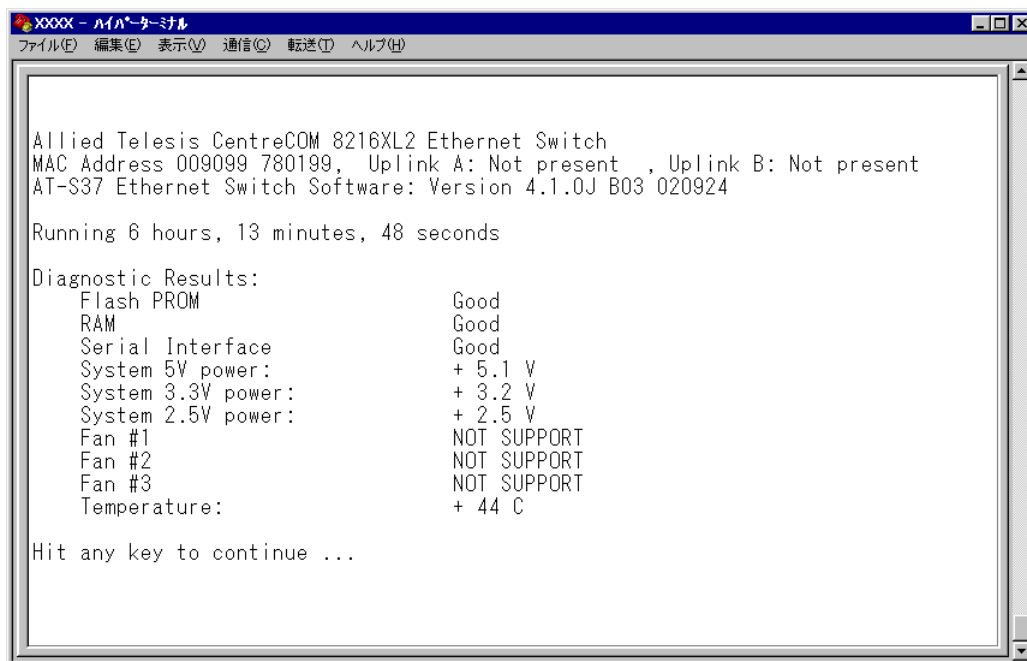 XXXX - ハイパーターミナル
ファイル(F) 編集(E) 表示(V) 通信(C) 転送(T) ヘルプ(H)
Allied Telesis CentreCOM 8216XL2 Ethernet Switch
MAC Address 009099 780199, Uplink A: Not present , Uplink B: Not present
AT-S37 Ethernet Switch Software: Version 4.1.0J B03 020924
Running 6 hours, 13 minutes, 48 seconds
Diagnostic Results:
Flash PROM Good
RAM Good
Serial Interface Good
System 5V power: + 5.1 V
System 3.3V power: + 3.2 V
System 2.5V power: + 2.5 V
Fan #1 NOT SUPPORT
Fan #2 NOT SUPPORT
Fan #3 NOT SUPPORT
Temperature: + 44 C
Hit any key to continue ...